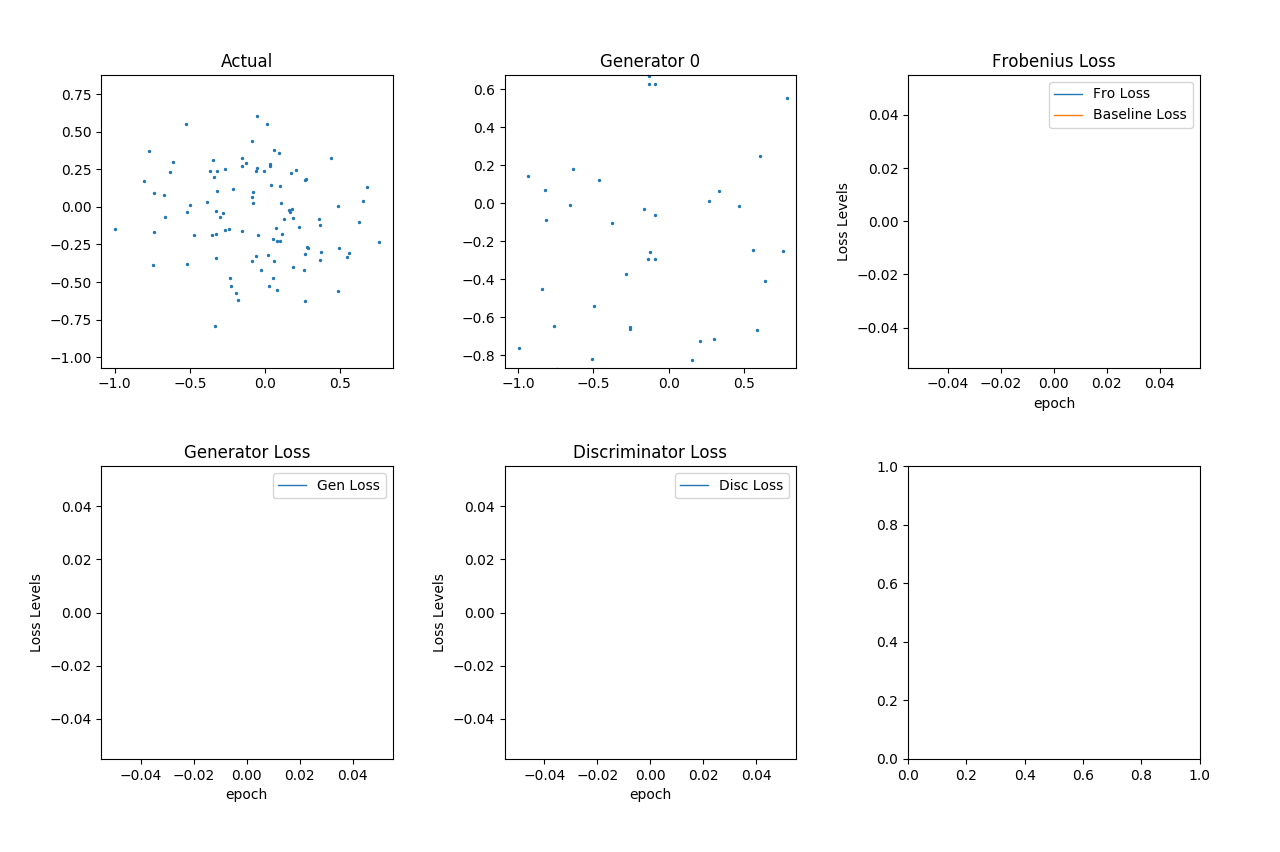 Actual
0.75
0.50
0.25
0.00
−0.25
−0.50
−0.75
−1.00
−1.0 −0.5 0.0 0.5
Generator 0
0.6
0.4
0.2
0.0
−0.2
−0.4
−0.6
−0.8
−1.0 −0.5 0.0 0.5
Frobenius Loss
Fro Loss
Baseline Loss
Loss Levels
0.04
0.02
0.00
−0.02
−0.04
−0.04 −0.02 0.00 0.02 0.04
epoch
Generator Loss
Gen Loss
Loss Levels
0.04
0.02
0.00
−0.02
−0.04
−0.04 −0.02 0.00 0.02 0.04
epoch
Discriminator Loss
Disc Loss
Loss Levels
0.04
0.02
0.00
−0.02
−0.04
−0.04 −0.02 0.00 0.02 0.04
epoch
1.0
0.8
0.6
0.4
0.2
0.0
0.0 0.2 0.4 0.6 0.8 1.0